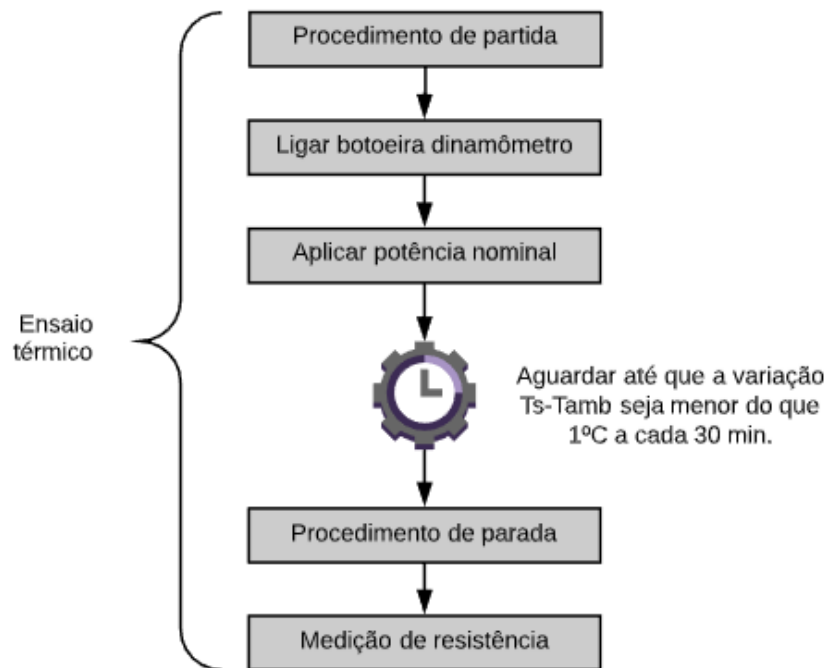 Procedimento de partida
Ligar botoeira dinamômetro
Aplicar potência nominal
Ensaio
térmico
Aguardar até que a variação
Ts-Tamb seja menor do que
1ºC a cada 30 min.
Procedimento de parada
Medição de resistência